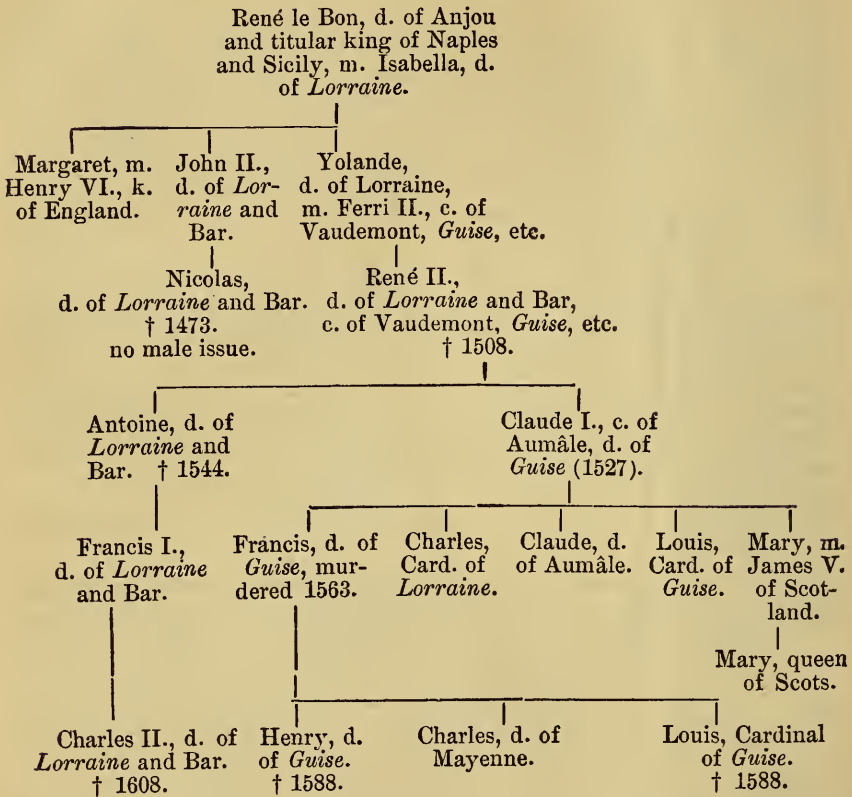 René le Bon, d. of Anjou
and titular king of Naples
and Sicily, m. Isabella, d.
of Lorraine.
Margaret, m.
Henry VI., k.
of England.
John II.,
d. of Lor-
raine and
Bar.
Yolande,
d. of Lorraine,
m. Ferri II., c. of
Vaudemont, Guise, etc.
Nicolas,
d. of Lorraine and Bar.
† 1473.
no male issue.
René II.,
d. of Lorraine and Bar,
c. of Vaudemont, Guise, etc.
† 1508.
Antoine, d. of
Lorraine and
Bar. † 1544.
Claude I., c. of
Aumâle, d. of
Guise (1527).
Francis I.,
d. of Lorraine
and Bar.
Francis, d. of
Guise, mur-
dered 1563.
Charles,
Card. of
Lorraine.
Claude, d.
of Aumâle.
Louis,
Card. of
Guise.
Mary, m.
James V.
of Scot-
land.
Mary, queen
of Scots.
Charles II., d. of
Lorraine and Bar.
† 1608.
Henry, d.
of Guise.
† 1588.
Charles, d. of
Mayenne.
Louis, Cardinal
of Guise.
† 1588.